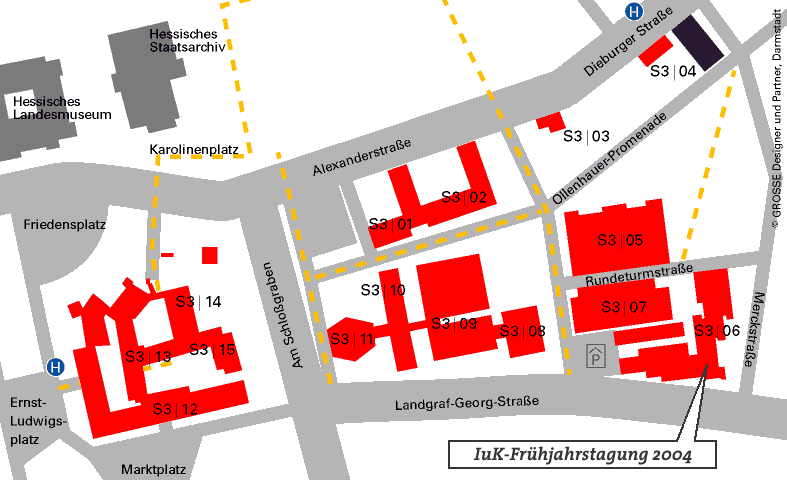 H
Dieburger Straße
Hessisches
Staatsarchiv
S3|04
Hessisches
Landesmuseum
S3|03
Karolinenplatz
Alexanderstraße
Ollenhauer-Promenade
© GROSSE Designer und Partner, Darmstadt
S3|02
S3|01
Friedensplatz
S3|05
Rundeturmstraße
S3|10
S3|14
S3|07
Am Schloßgraben
S3|09
S3|08
S3|06
Merckstraße
S3|11
S3|15
S3|13
P
H
Ernst-
Ludwigs-
platz
S3|12
Landgraf-Georg-Straße
IuK-Frühjahrstagung 2004
Marktplatz